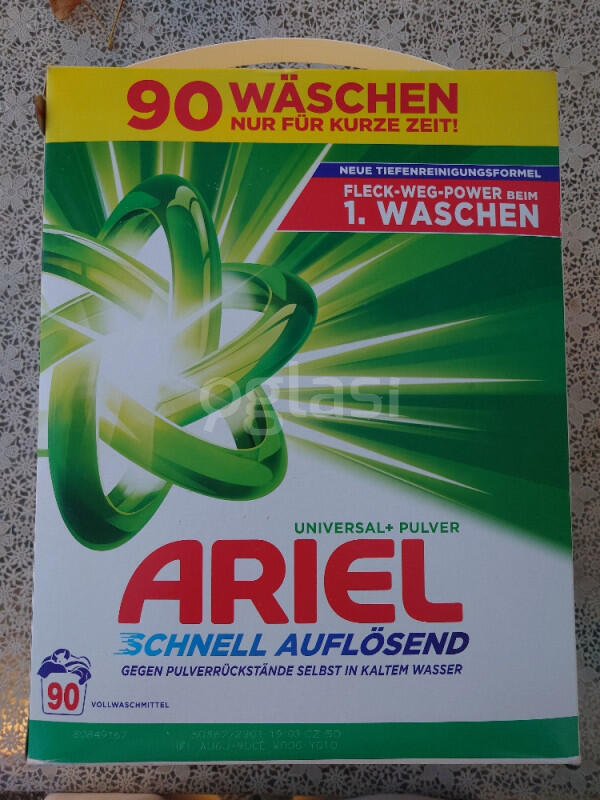 90 WÄSCHEN
NUR FÜR KURZE ZEIT!
NEUE TIEFENREINIGUNGSFORMEL
FLECK-WEG-POWER BEIM
1. WASCHEN
oglasi
UNIVERSAL+ PULVER
ARIEL
SCHNELL AUFLÖSEND
GEGEN PULVERRÜCKSTÄNDE SELBST IN KALTEM WASSER
90 VOLLWASCHMITTEL
80849167